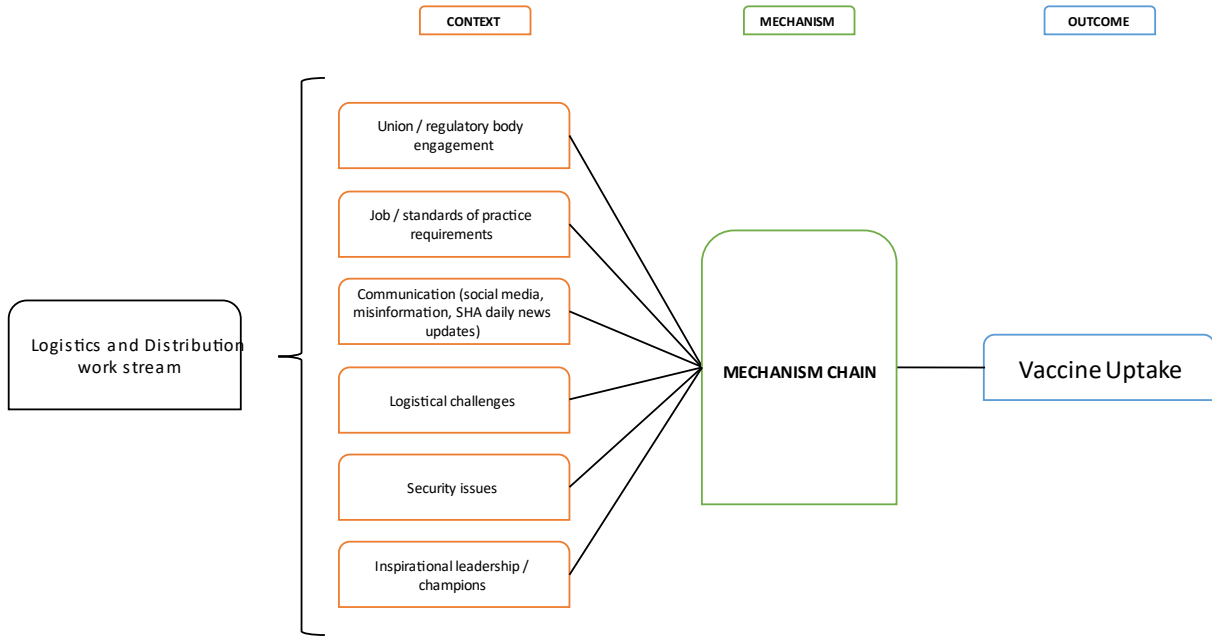 CONTEXT
MECHANISM
OUTCOME
Union / regulatory body
engagement
Job / standards of practice
requirements
Communication (social media,
misinformation, SHA daily news
updates)
Logistics and Distribution
work stream
Logistical challenges
Security issues
Inspirational leadership /
champions
MECHANISM CHAIN
Vaccine Uptake